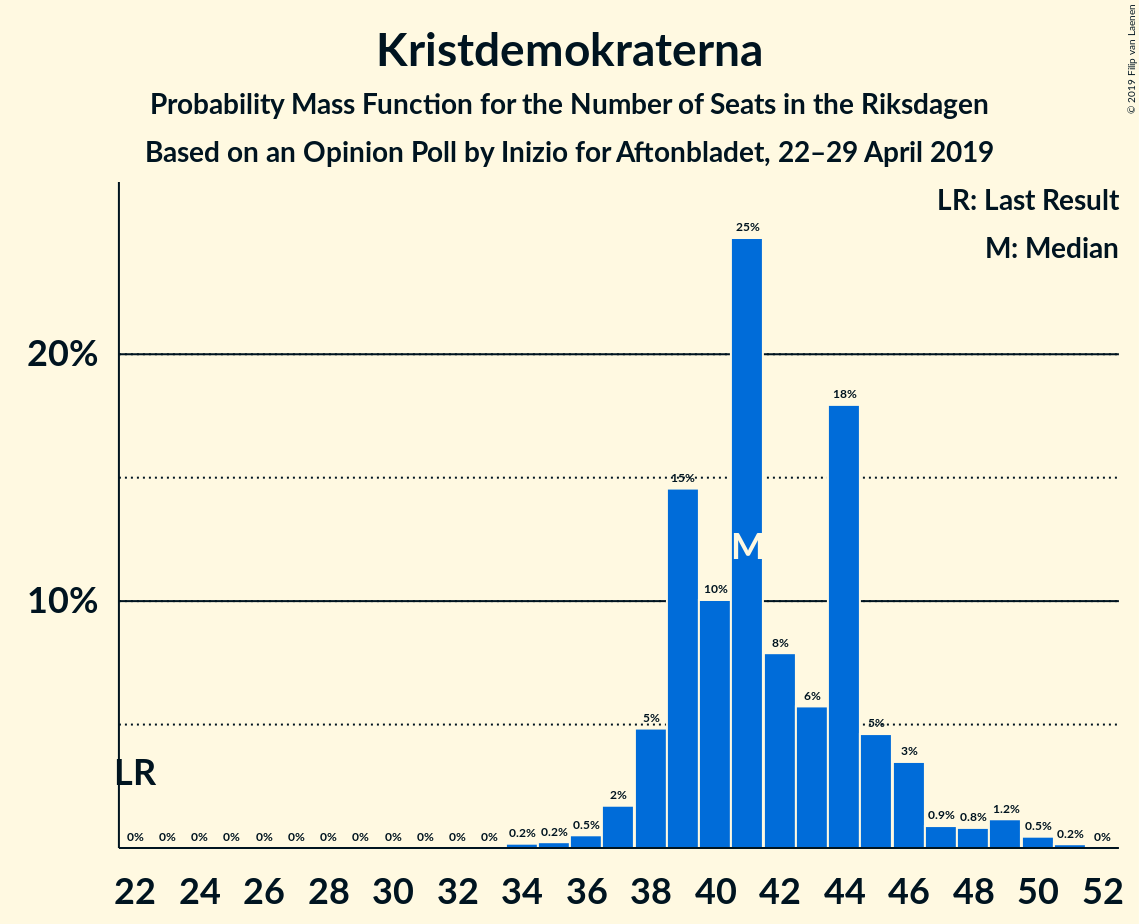 Kristdemokraterna
Probability Mass Function for the Number of Seats in the Riksdagen
Based on an Opinion Poll by Inizio for Aftonbladet, 22–29 April 2019
© 2019 Filip van Laenen
LR: Last Result
M: Median
25%
20%
18%
15%
M
10%
10%
8%
6%
5%
5%
3%
LR
2%
0% 0% 0% 0% 0% 0% 0% 0% 0% 0% 0% 0% 0.2% 0.2% 0.5% 0.9% 0.8% 1.2% 0.5% 0.2% 0%
22 24 26 28 30 32 34 36 38 40 42 44 46 48 50 52